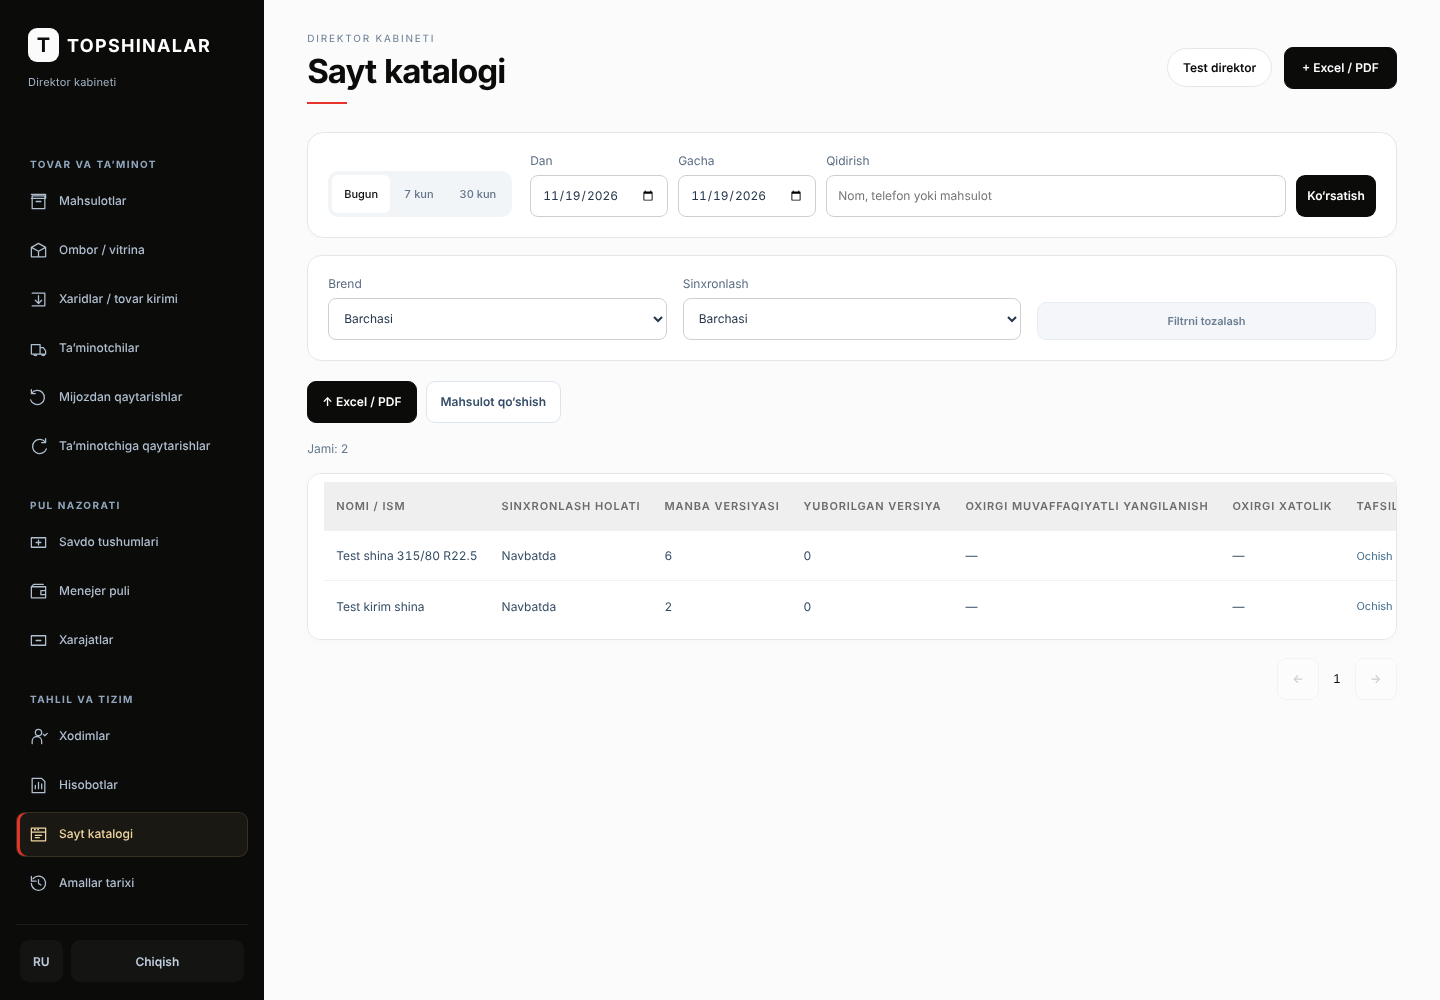 T TOPSHINALAR
Direktor kabineti
TOVAR VA TA’MINOT
Mahsulotlar
Ombor / vitrina
Xaridlar / tovar kirimi
Ta’minotchilar
Mijozdan qaytarishlar
Ta’minotchiga qaytarishlar
PUL NAZORATI
Savdo tushumlari
Menejer puli
Xarajatlar
TAHLIL VA TIZIM
Xodimlar
Hisobotlar
Sayt katalogi
Amallar tarixi
RU Chiqish
DIREKTOR KABINETI
Sayt katalogi
Test direktor + Excel / PDF
Dan Gacha Qidirish
Bugun 7 kun 30 kun 11/19/2026 11/19/2026 Nom, telefon yoki mahsulot Ko‘rsatish
Brend Sinxronlash
Barchasi Barchasi Filtrni tozalash
↑ Excel / PDF Mahsulot qo‘shish
Jami: 2
NOMI / ISM SINXRONLASH HOLATI MANBA VERSIYASI YUBORILGAN VERSIYA OXIRGI MUVAFFAQIYATLI YANGILANISH OXIRGI XATOLIK TAFSIL
Test shina 315/80 R22.5 Navbatda 6 0 — — Ochish
Test kirim shina Navbatda 2 0 — — Ochish
← 1 →